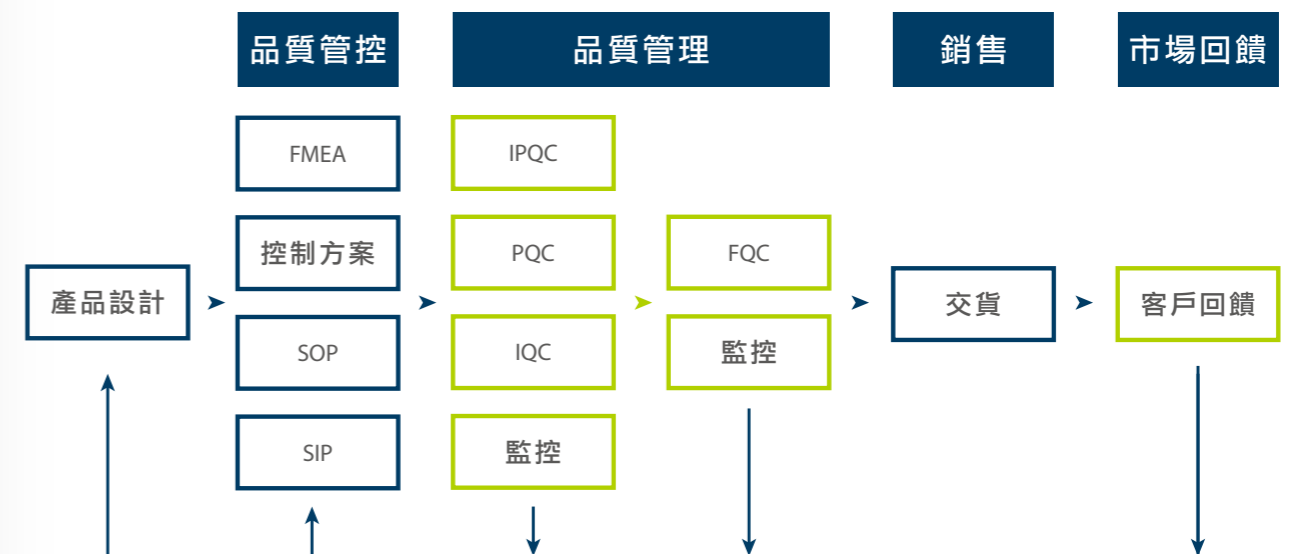 品質管控
品質管理
銷售
市場回饋
FMEA
IPQC
控制方案
PQC
FQC
產品設計
交貨
客戶回饋
SOP
IQC
監控
SIP
監控